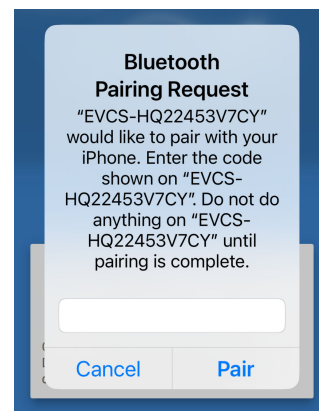 Bluetooth
Pairing Request
“EVCS-HQ22453V7CY”
would like to pair with your
iPhone. Enter the code
shown on “EVCS-
HQ22453V7CY”. Do not do
anything on “EVCS-
HQ22453V7CY” until
pairing is complete.
Cancel Pair